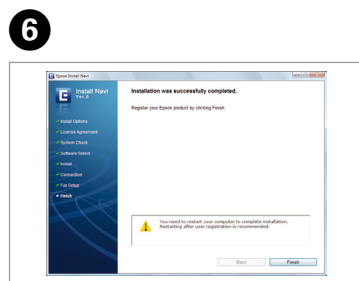 6
Epson Install Navi
E
Install Navi
Ver. 8
Install Options
License Agreement
System Check
Software Select
Install
Connection
Fax Setup
Finish
Installation was successfully completed.
Register your Epson product by clicking Finish.
You need to restart your computer to complete installation.
Restarting after user registration is recommended.
Back
Finish